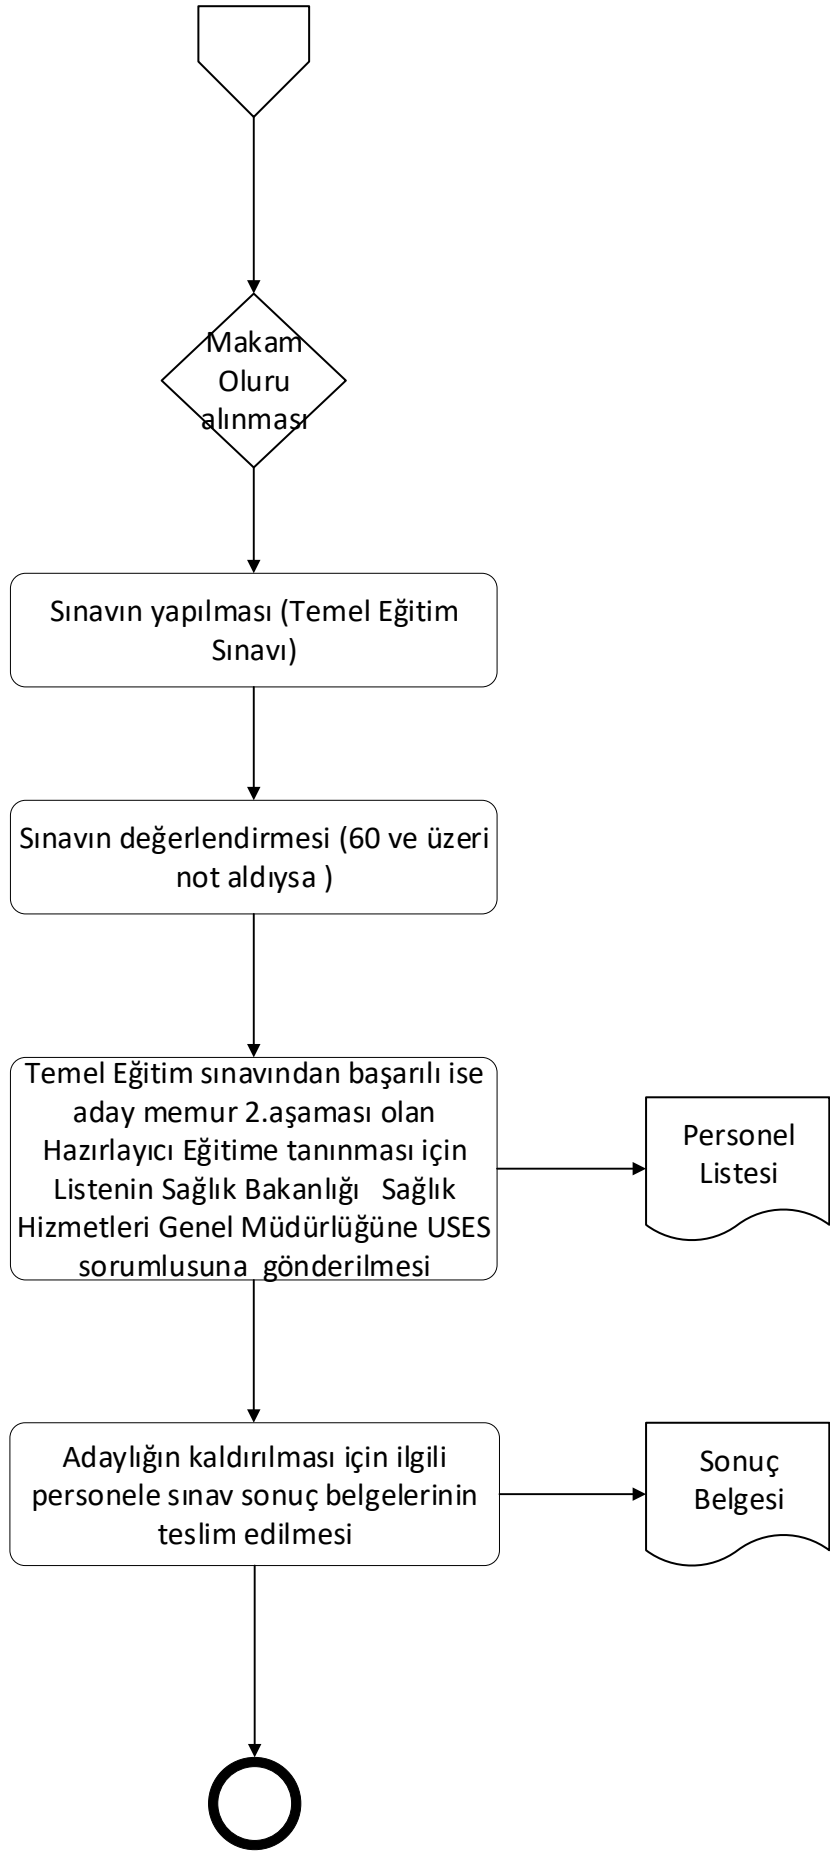 Makam
Oluru
alınması
Sınavın yapılması (Temel Eğitim
Sınavı)
Sınavın değerlendirmesi (60 ve üzeri
not aldıysa )
Temel Eğitim sınavından başarılı ise
aday memur 2.aşaması olan
Hazırlayıcı Eğitime tanınması için
Listenin Sağlık Bakanlığı   Sağlık
Hizmetleri Genel Müdürlüğüne USES
sorumlusuna  gönderilmesi
Personel
Listesi
Adaylığın kaldırılması için ilgili
personele sınav sonuç belgelerinin
teslim edilmesi
Sonuç
Belgesi